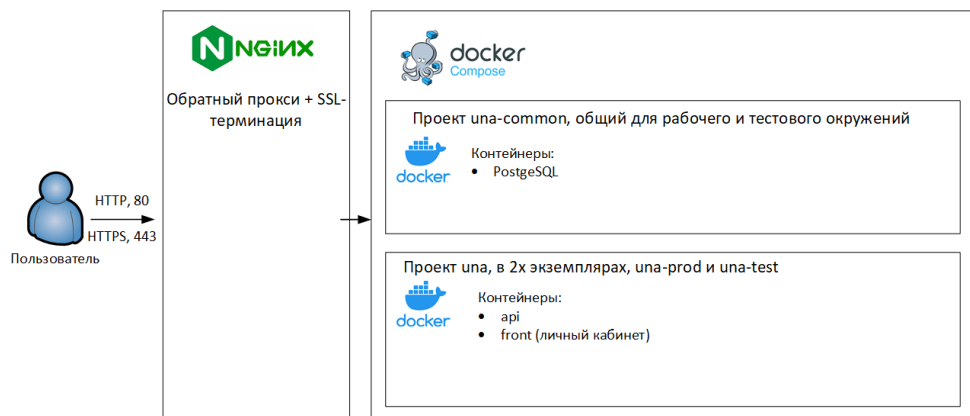 NGINX
Обратный прокси + SSL-
терминация
docker
Compose
Проект una-common, общий для рабочего и тестового окружений
docker
Контейнеры:
• PostgeSQL
HTTP, 80
HTTPS, 443
Пользователь
Проект una, в 2х экземплярах, una-prod и una-test
docker
Контейнеры:
• api
• front (личный кабинет)